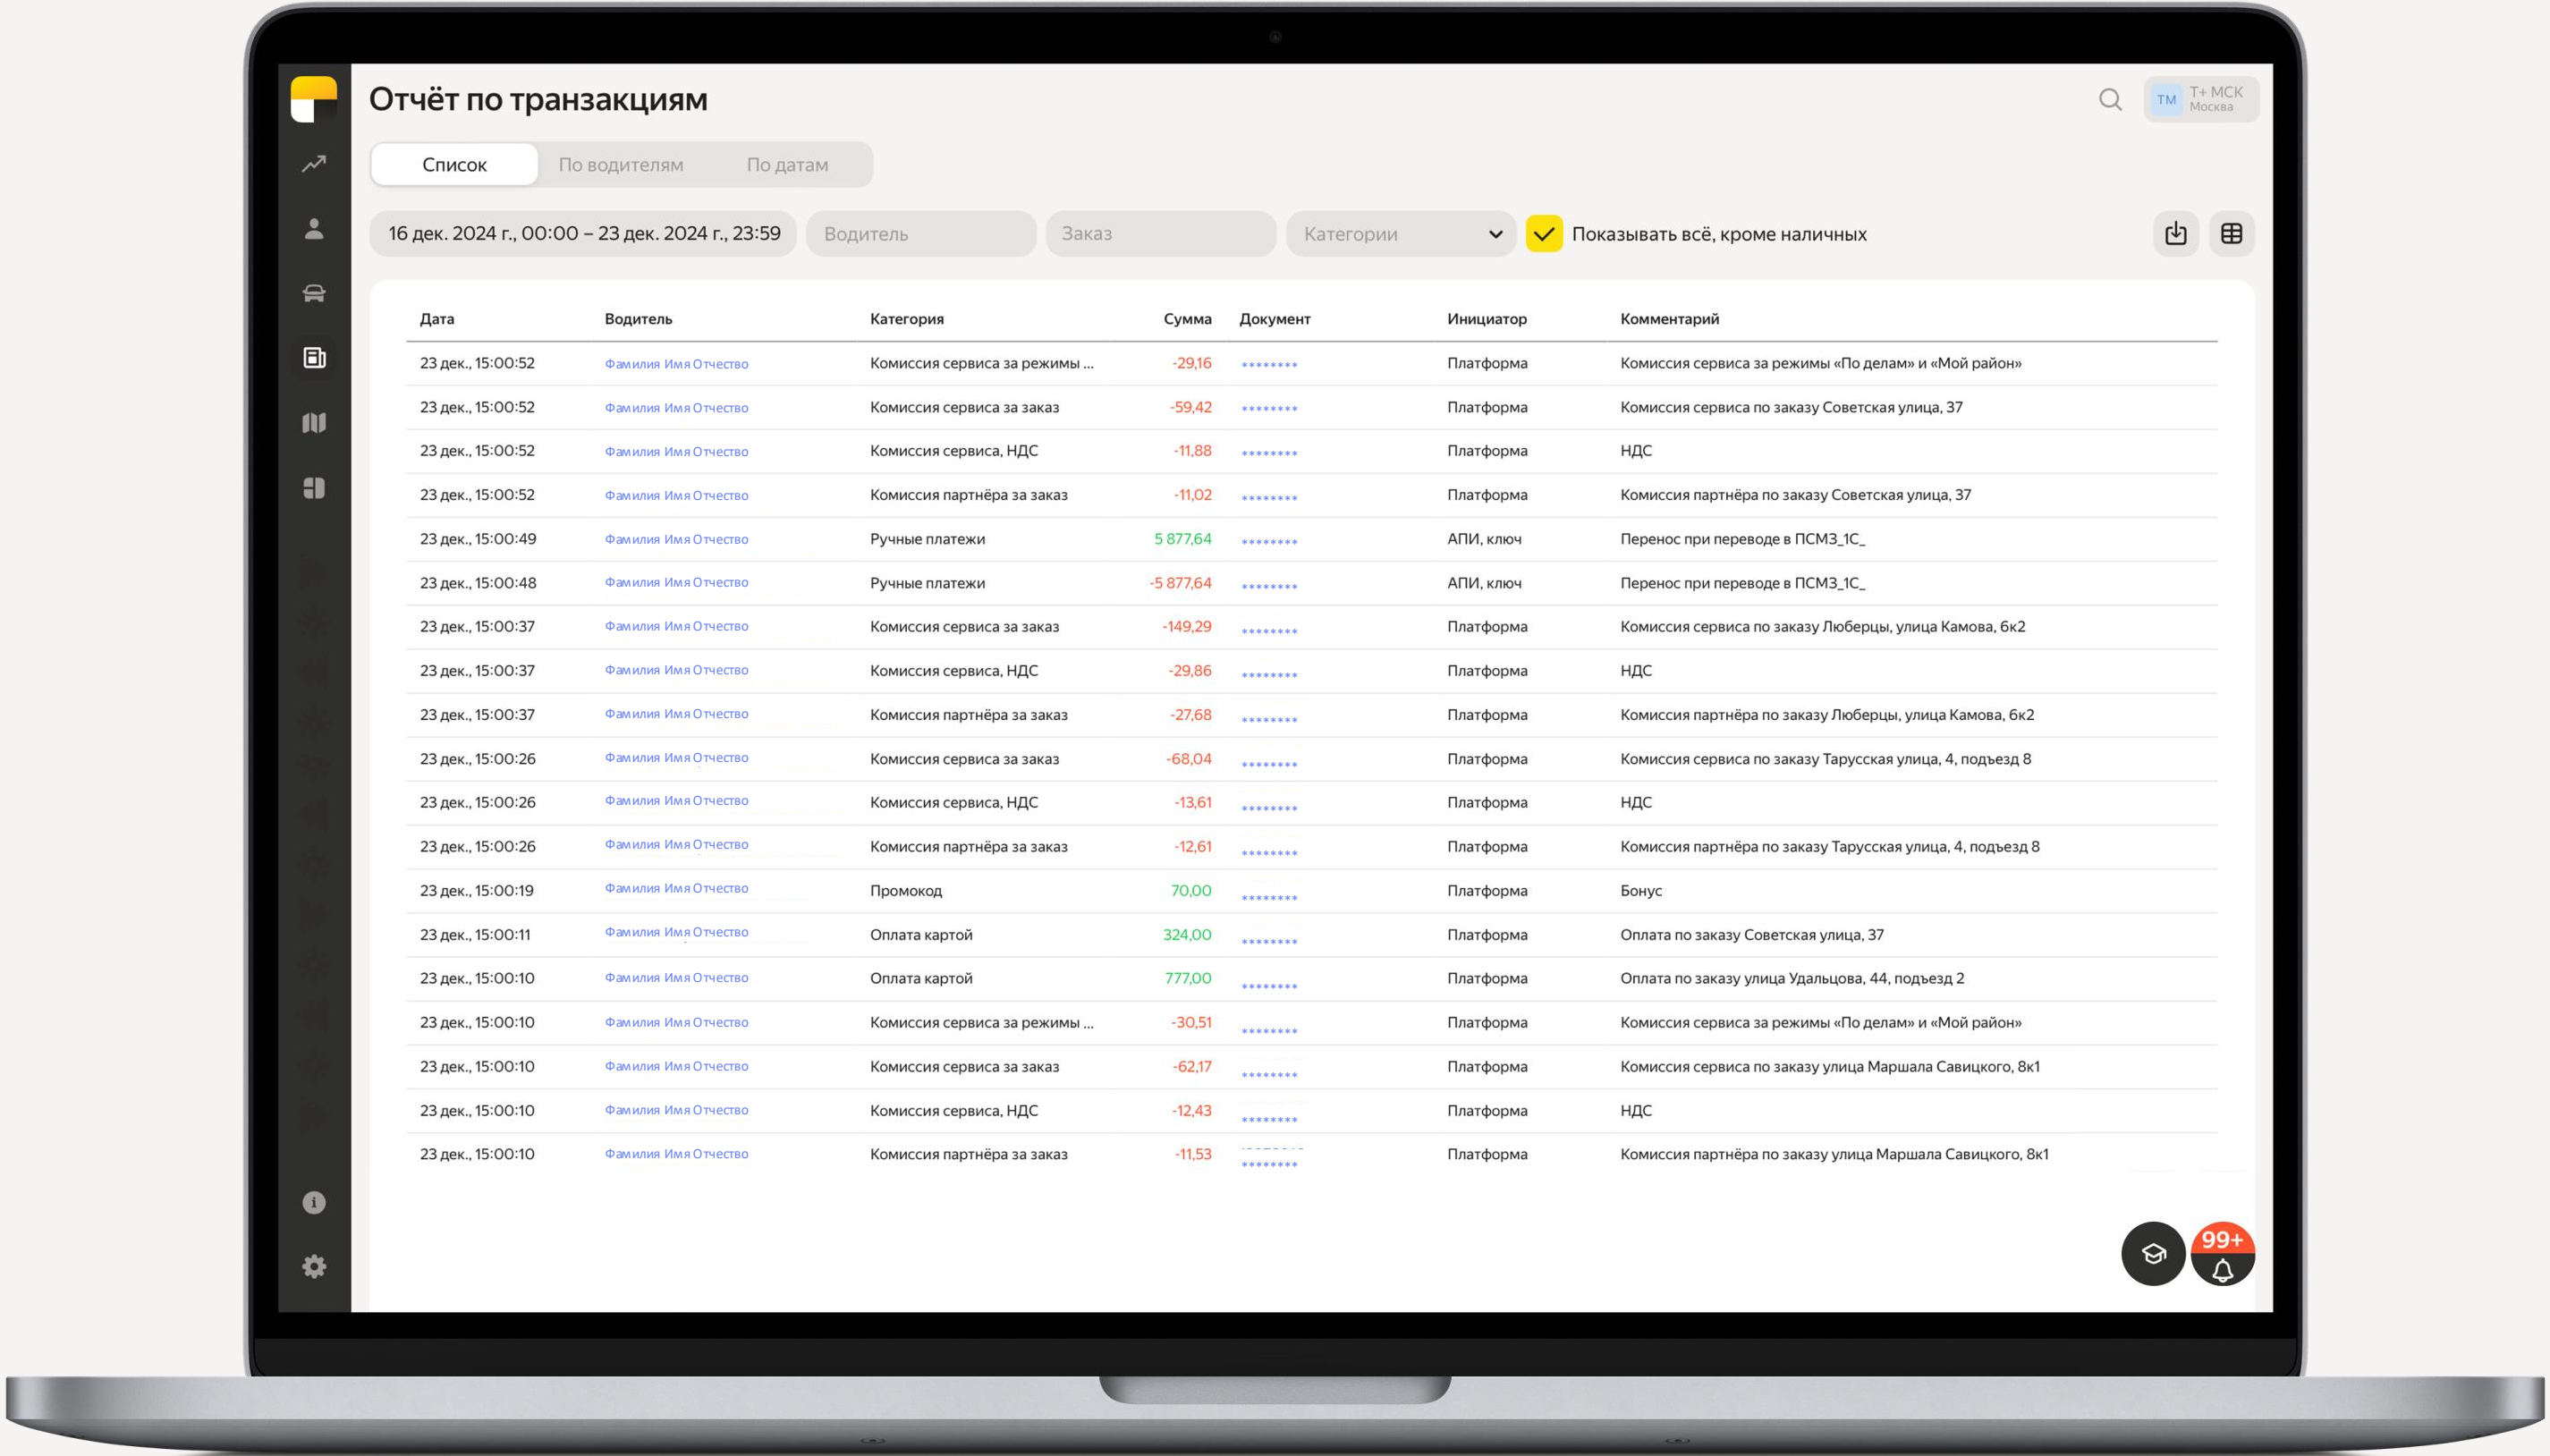 Отчёт по транзакциям
ТМ Т+ МСК
Москва
Список По водителям По датам
16 дек. 2024 г., 00:00 – 23 дек. 2024 г., 23:59 Водитель Заказ Категории Показывать всё, кроме наличных
Дата Водитель Категория Сумма Документ Инициатор Комментарий
23 дек., 15:00:52 Фамилия Имя Отчество Комиссия сервиса за режимы ... -29,16 ******** Платформа Комиссия сервиса за режимы «По делам» и «Мой район»
23 дек., 15:00:52 Фамилия Имя Отчество Комиссия сервиса за заказ -59,42 ******** Платформа Комиссия сервиса по заказу Советская улица, 37
23 дек., 15:00:52 Фамилия Имя Отчество Комиссия сервиса, НДС -11,88 ******** Платформа НДС
23 дек., 15:00:52 Фамилия Имя Отчество Комиссия партнёра за заказ -11,02 ******** Платформа Комиссия партнёра по заказу Советская улица, 37
23 дек., 15:00:49 Фамилия Имя Отчество Ручные платежи 5 877,64 ******** АПИ, ключ Перенос при переводе в ПСМЗ_1С_
23 дек., 15:00:48 Фамилия Имя Отчество Ручные платежи -5 877,64 ******** АПИ, ключ Перенос при переводе в ПСМЗ_1С_
23 дек., 15:00:37 Фамилия Имя Отчество Комиссия сервиса за заказ -149,29 ******** Платформа Комиссия сервиса по заказу Люберцы, улица Камова, 6к2
23 дек., 15:00:37 Фамилия Имя Отчество Комиссия сервиса, НДС -29,86 ******** Платформа НДС
23 дек., 15:00:37 Фамилия Имя Отчество Комиссия партнёра за заказ -27,68 ******** Платформа Комиссия партнёра по заказу Люберцы, улица Камова, 6к2
23 дек., 15:00:26 Фамилия Имя Отчество Комиссия сервиса за заказ -68,04 ******** Платформа Комиссия сервиса по заказу Тарусская улица, 4, подъезд 8
23 дек., 15:00:26 Фамилия Имя Отчество Комиссия сервиса, НДС -13,61 ******** Платформа НДС
23 дек., 15:00:26 Фамилия Имя Отчество Комиссия партнёра за заказ -12,61 ******** Платформа Комиссия партнёра по заказу Тарусская улица, 4, подъезд 8
23 дек., 15:00:19 Фамилия Имя Отчество Промокод 70,00 ******** Платформа Бонус
23 дек., 15:00:11 Фамилия Имя Отчество Оплата картой 324,00 ******** Платформа Оплата по заказу Советская улица, 37
23 дек., 15:00:10 Фамилия Имя Отчество Оплата картой 777,00 ******** Платформа Оплата по заказу улица Удальцова, 44, подъезд 2
23 дек., 15:00:10 Фамилия Имя Отчество Комиссия сервиса за режимы ... -30,51 ******** Платформа Комиссия сервиса за режимы «По делам» и «Мой район»
23 дек., 15:00:10 Фамилия Имя Отчество Комиссия сервиса за заказ -62,17 ******** Платформа Комиссия сервиса по заказу улица Маршала Савицкого, 8к1
23 дек., 15:00:10 Фамилия Имя Отчество Комиссия сервиса, НДС -12,43 ******** Платформа НДС
23 дек., 15:00:10 Фамилия Имя Отчество Комиссия партнёра за заказ -11,53 ******** Платформа Комиссия партнёра по заказу улица Маршала Савицкого, 8к1
99+